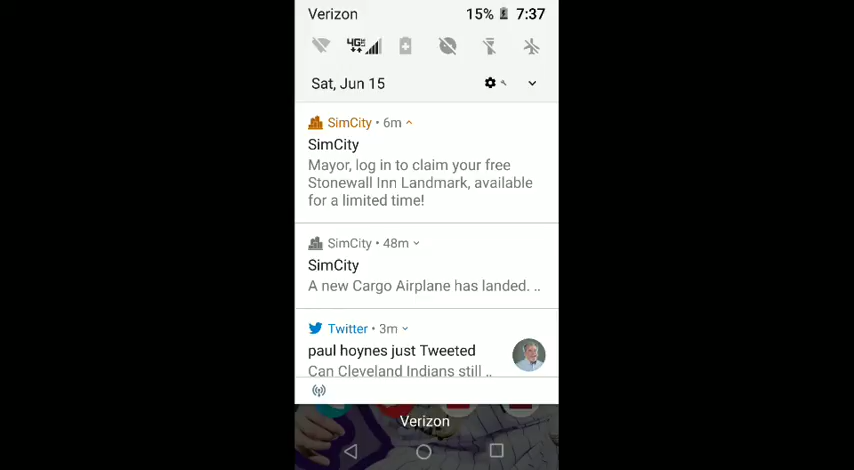 Verizon 15% 7:37
4G LTE
Sat, Jun 15
SimCity • 6m
SimCity
Mayor, log in to claim your free
Stonewall Inn Landmark, available
for a limited time!
SimCity • 48m
SimCity
A new Cargo Airplane has landed. ..
Twitter • 3m
paul hoynes just Tweeted
Can Cleveland Indians still ..
Verizon